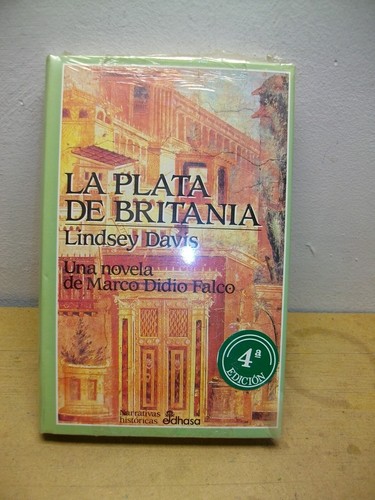 LA PLATA
DE BRITANIA
Lindsey Davis
Una novela
de Marco Didio Falco
4ª
EDICIÓN
Narrativas
históricas edhasa